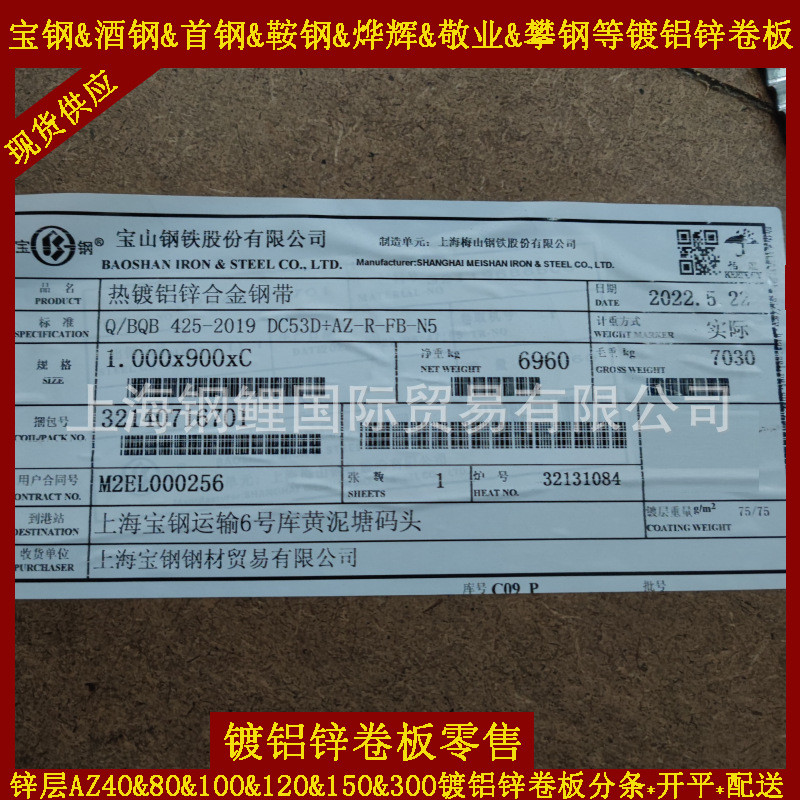 宝钢&酒钢&首钢&鞍钢&烨辉&敬业&攀钢等镀铝锌卷板
现货供应
宝 钢® 宝山钢铁股份有限公司 制造单元: 上海梅山钢铁股份有限公司
BAOSHAN IRON & STEEL CO., LTD. Manufacturer:SHANGHAI MEISHAN IRON & STEEL CO., LTD.
品 名 热镀铝锌合金钢带 日期 2022.5.22
PRODUCT DATE
标 准 Q/BQB 425-2019 DC53D+AZ-R-FB-N5 计重方式 实际
SPECIFICATION WEIGHT MARKER
规 格 1.000x900xC 净重 kg 6960 毛重 kg 7030
SIZE NET WEIGHT GROSS WEIGHT
上海钢鲤国际贸易有限公司
捆包号 32140716701
COIL/PACK NO.
用户合同号 M2EL000256 张 数 1 炉 号 32131084
CONTRACT NO. SHEETS HEAT NO.
到港站 上海宝钢运输6号库黄泥塘码头 镀层重量g/m² 75/75
DESTINATION COATING WEIGHT
收货单位 上海宝钢钢材贸易有限公司
PURCHASER
库号 C09 P 批号
镀铝锌卷板零售
锌层AZ40&80&100&120&150&300镀铝锌卷板分条*开平*配送